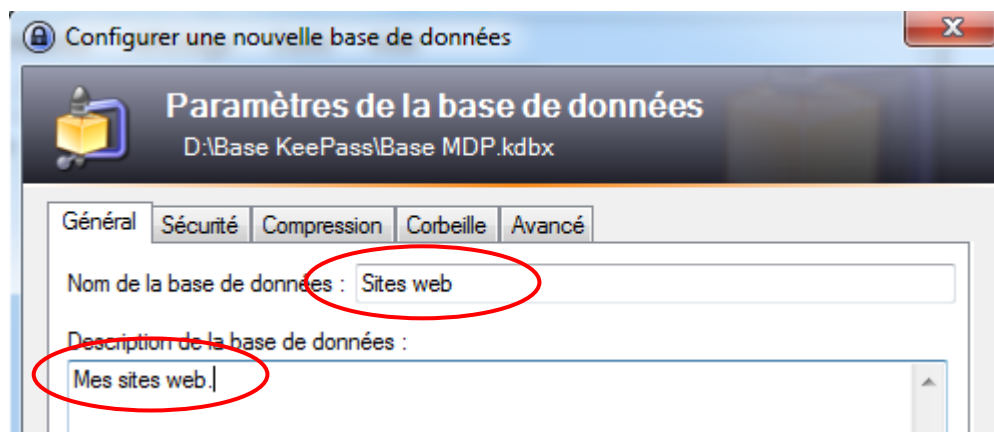 Configurer une nouvelle base de données
Paramètres de la base de données
D:\Base KeePass\Base MDP.kdbx
Général Sécurité Compression Corbeille Avancé
Nom de la base de données : Sites web
Description de la base de données :
Mes sites web.